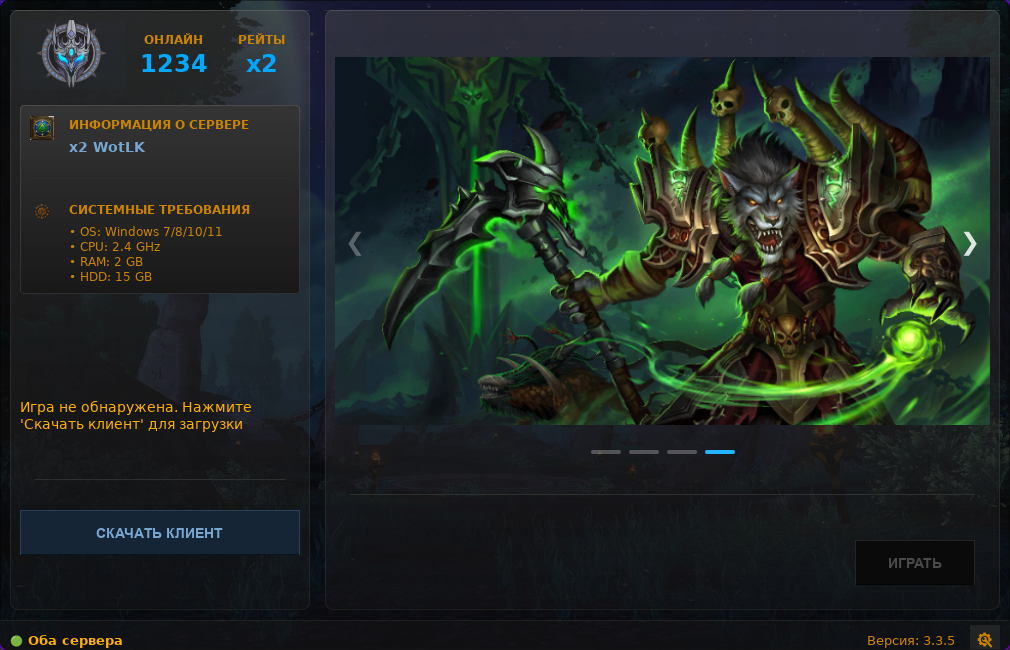 ОНЛАЙН
1234
РЕЙТЫ
x2
ИНФОРМАЦИЯ О СЕРВЕРЕ
x2 WotLK
СИСТЕМНЫЕ ТРЕБОВАНИЯ
• OS: Windows 7/8/10/11
• CPU: 2.4 GHz
• RAM: 2 GB
• HDD: 15 GB
Игра не обнаружена. Нажмите
'Скачать клиент' для загрузки
СКАЧАТЬ КЛИЕНТ
ИГРАТЬ
Оба сервера
Версия: 3.3.5